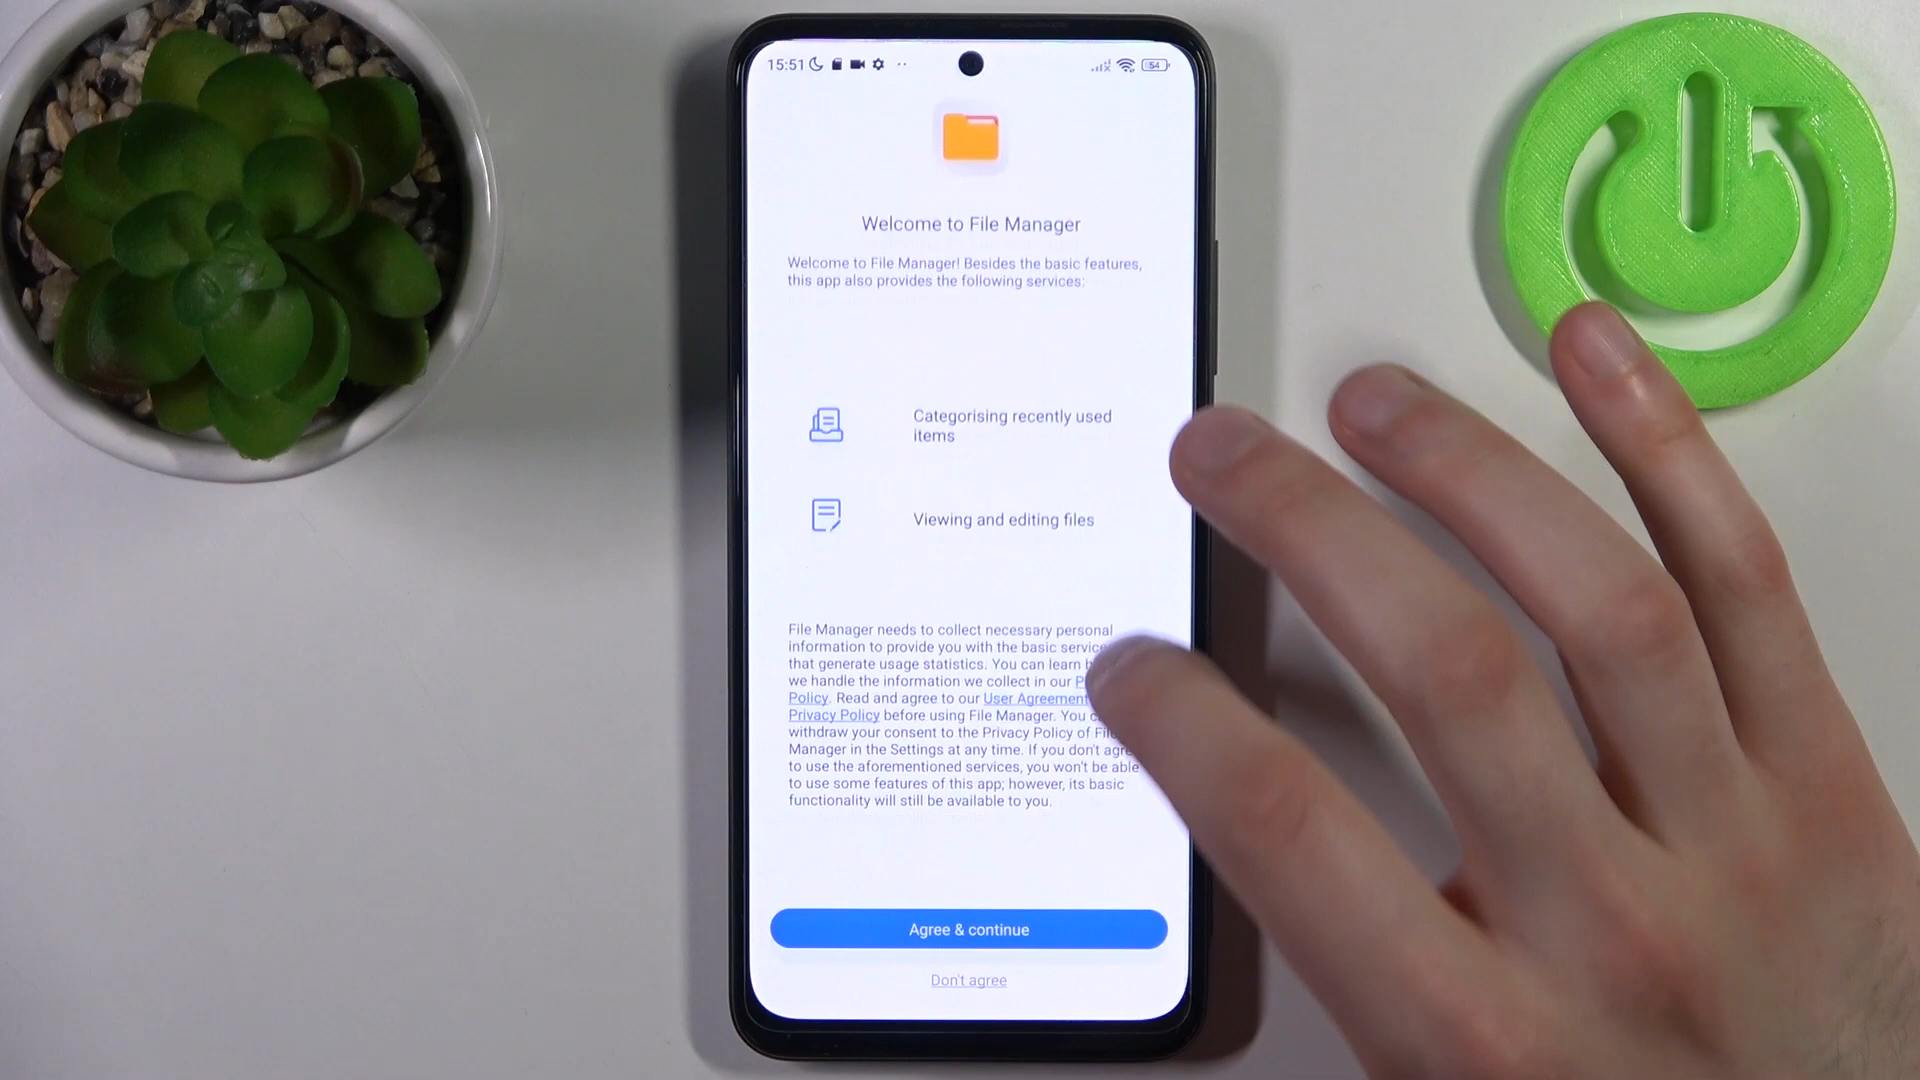 15:51
54
Welcome to File Manager
Welcome to File Manager! Besides the basic features,
this app also provides the following services:
Categorising recently used
items
Viewing and editing files
File Manager needs to collect necessary personal
information to provide you with the basic service
that generate usage statistics. You can learn
we handle the information we collect in our
Policy. Read and agree to our User Agreement
Privacy Policy before using File Manager. You
withdraw your consent to the Privacy Policy of
Manager in the Settings at any time. If you don't
to use the aforementioned services, you won't be able
to use some features of this app; however, its basic
functionality will still be available to you.
Agree & continue
Don't agree